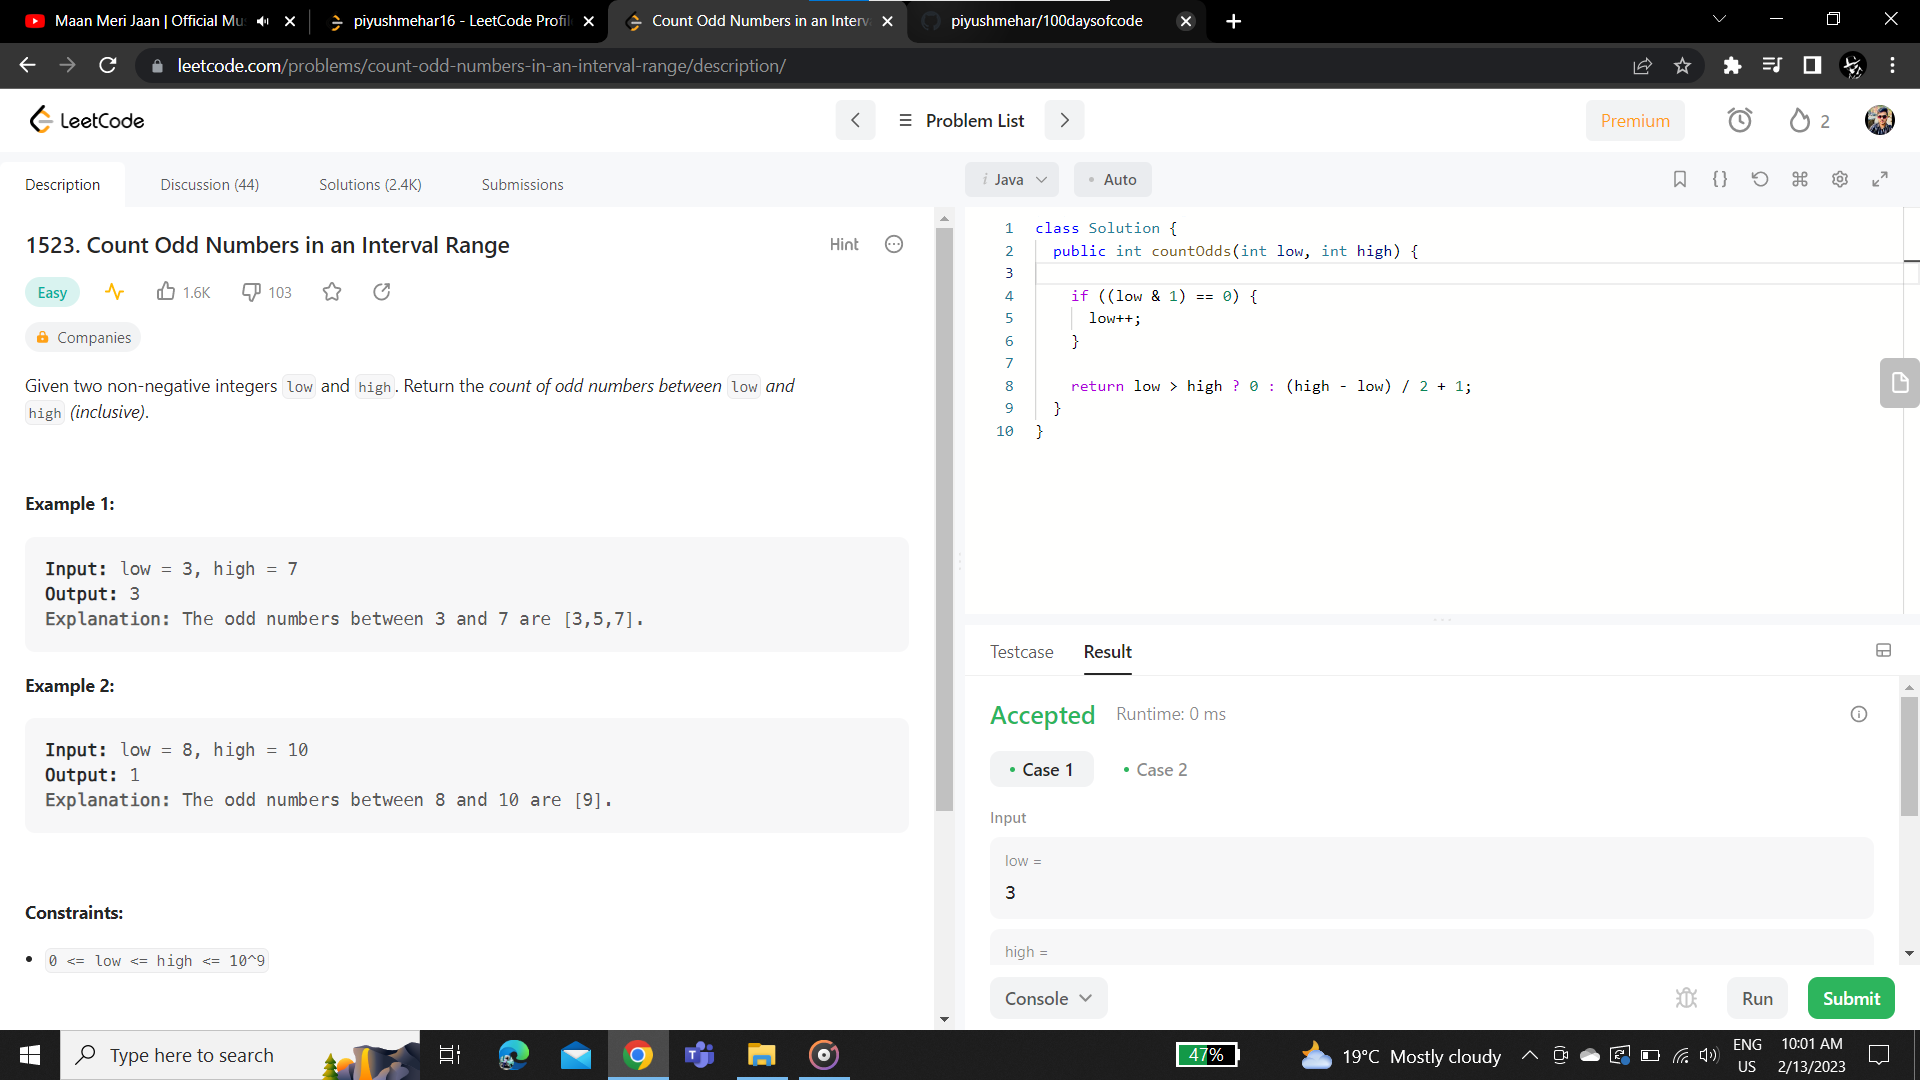 Maan Meri Jaan | Official Mu
piyushmehar16 - LeetCode Profil
Count Odd Numbers in an Interv
piyushmehar/100daysofcode
leetcode.com/problems/count-odd-numbers-in-an-interval-range/description/
LeetCode
Problem List
Premium
2
Description
Discussion (44)
Solutions (2.4K)
Submissions
1523. Count Odd Numbers in an Interval Range
Hint
Easy
1.6K
103
Companies
Given two non-negative integers low and high. Return the count of odd numbers between low and
high (inclusive).
Example 1:
Input: low = 3, high = 7
Output: 3
Explanation: The odd numbers between 3 and 7 are [3,5,7].
Example 2:
Input: low = 8, high = 10
Output: 1
Explanation: The odd numbers between 8 and 10 are [9].
Constraints:
• 0 <= low <= high <= 10^9
i Java
• Auto
{}
1 class Solution {
2 public int countOdds(int low, int high) {
3
4 if ((low & 1) == 0) {
5 low++;
6 }
7
8 return low > high ? 0 : (high - low) / 2 + 1;
9 }
10 }
Testcase
Result
Accepted
Runtime: 0 ms
• Case 1
• Case 2
Input
low =
3
high =
Console
Run
Submit
Type here to search
47%
19°C Mostly cloudy
ENG
US
10:01 AM
2/13/2023